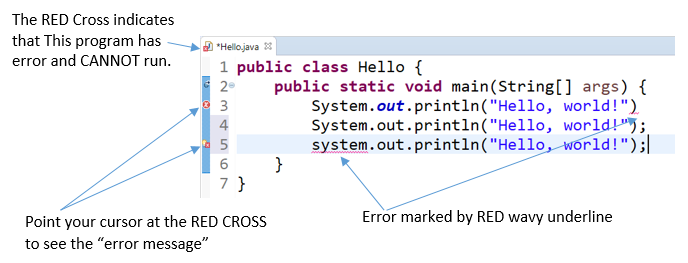 The RED Cross indicates
that This program has
error and CANNOT run.
*Hello.java
1 public class Hello {
2 public static void main(String[] args) {
3 System.out.println("Hello, world!")
4 System.out.println("Hello, world!");
5 system.out.println("Hello, world!");
6 }
7 }
Point your cursor at the RED CROSS
to see the “error message”
Error marked by RED wavy underline